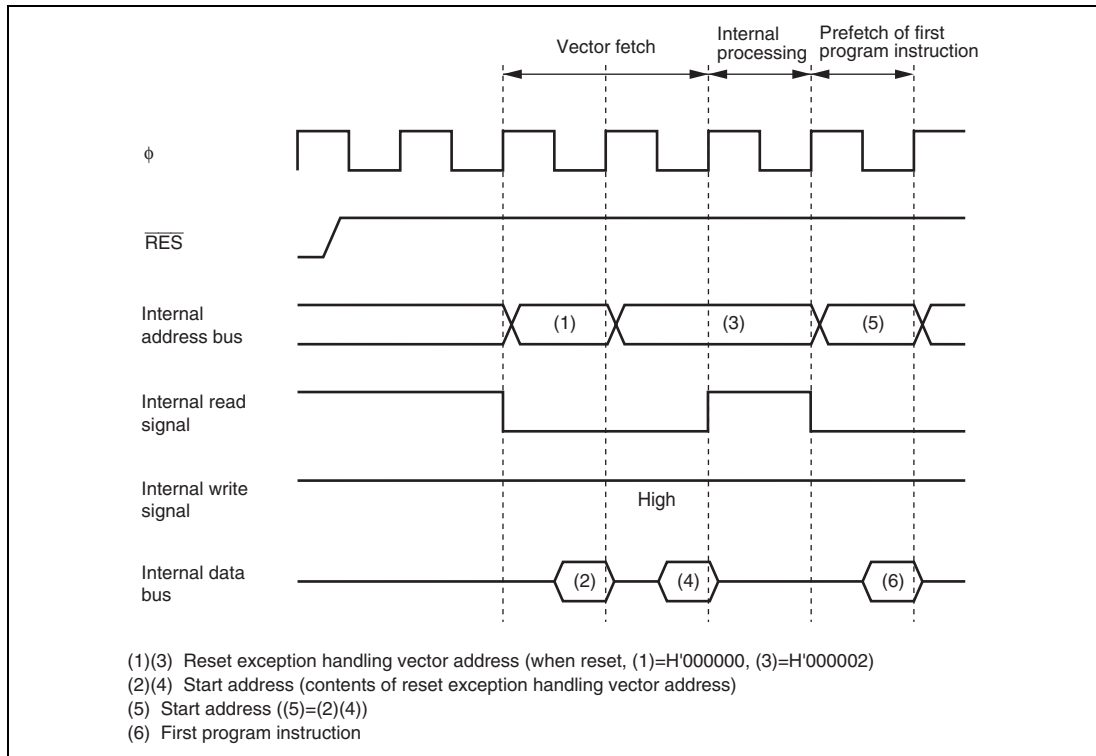 Vector fetch
Internal
processing
Prefetch of first
program instruction
ϕ
R̅E̅S̅
Internal
address bus
(1)
(3)
(5)
Internal read
signal
Internal write
signal
High
Internal data
bus
(2)
(4)
(6)
(1)(3) Reset exception handling vector address (when reset, (1)=H'000000, (3)=H'000002)
(2)(4) Start address (contents of reset exception handling vector address)
(5) Start address ((5)=(2)(4))
(6) First program instruction